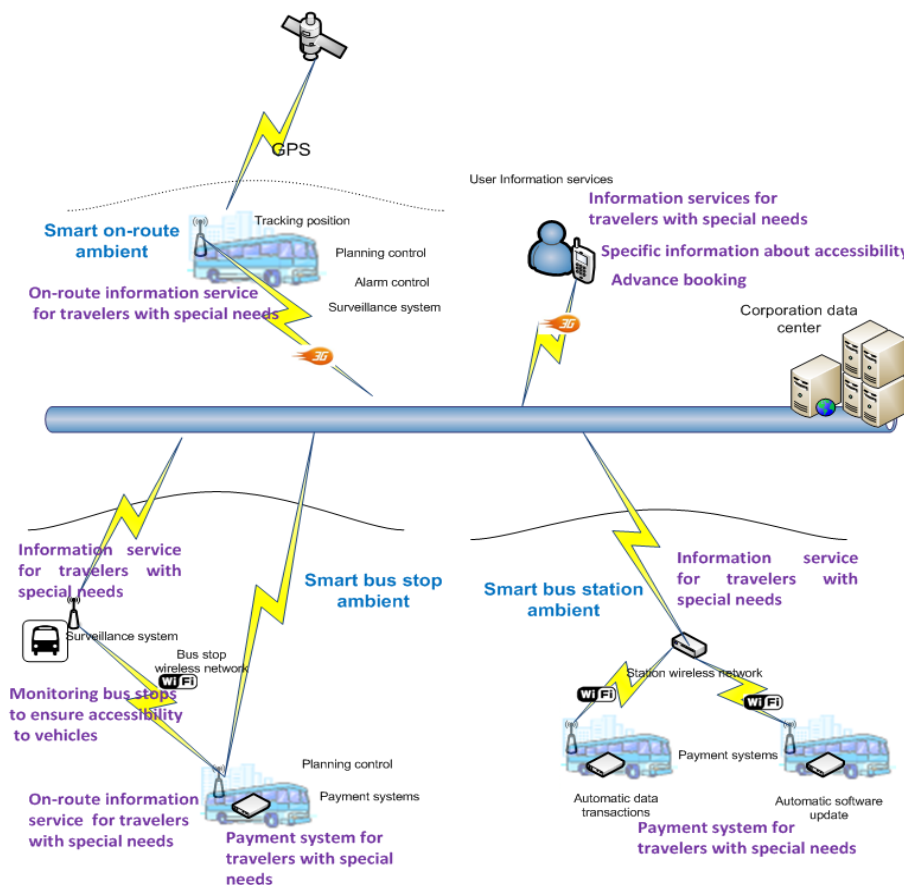 GPS
User Information services
Information services for
travelers with special needs
Tracking position
Smart on-route
ambient
Specific information about accessibility
Planning control
Advance booking
Alarm control
On-route information service
for travelers with special needs
Surveillance system
Corporation data
center
3G
3G
Information service
for travelers with
special needs
Smart bus stop
ambient
Smart bus station
ambient
Information service
for travelers with
special needs
Surveillance system
Bus stop
wireless network
WiFi
Station wireless network
WiFi
WiFi
Monitoring bus stops
to ensure accessibility
to vehicles
Planning control
Payment systems
Payment systems
On-route information
service for travelers
with special needs
Automatic data
transactions
Automatic software
update
Payment system for
travelers with special
needs
Payment system for
travelers with special needs